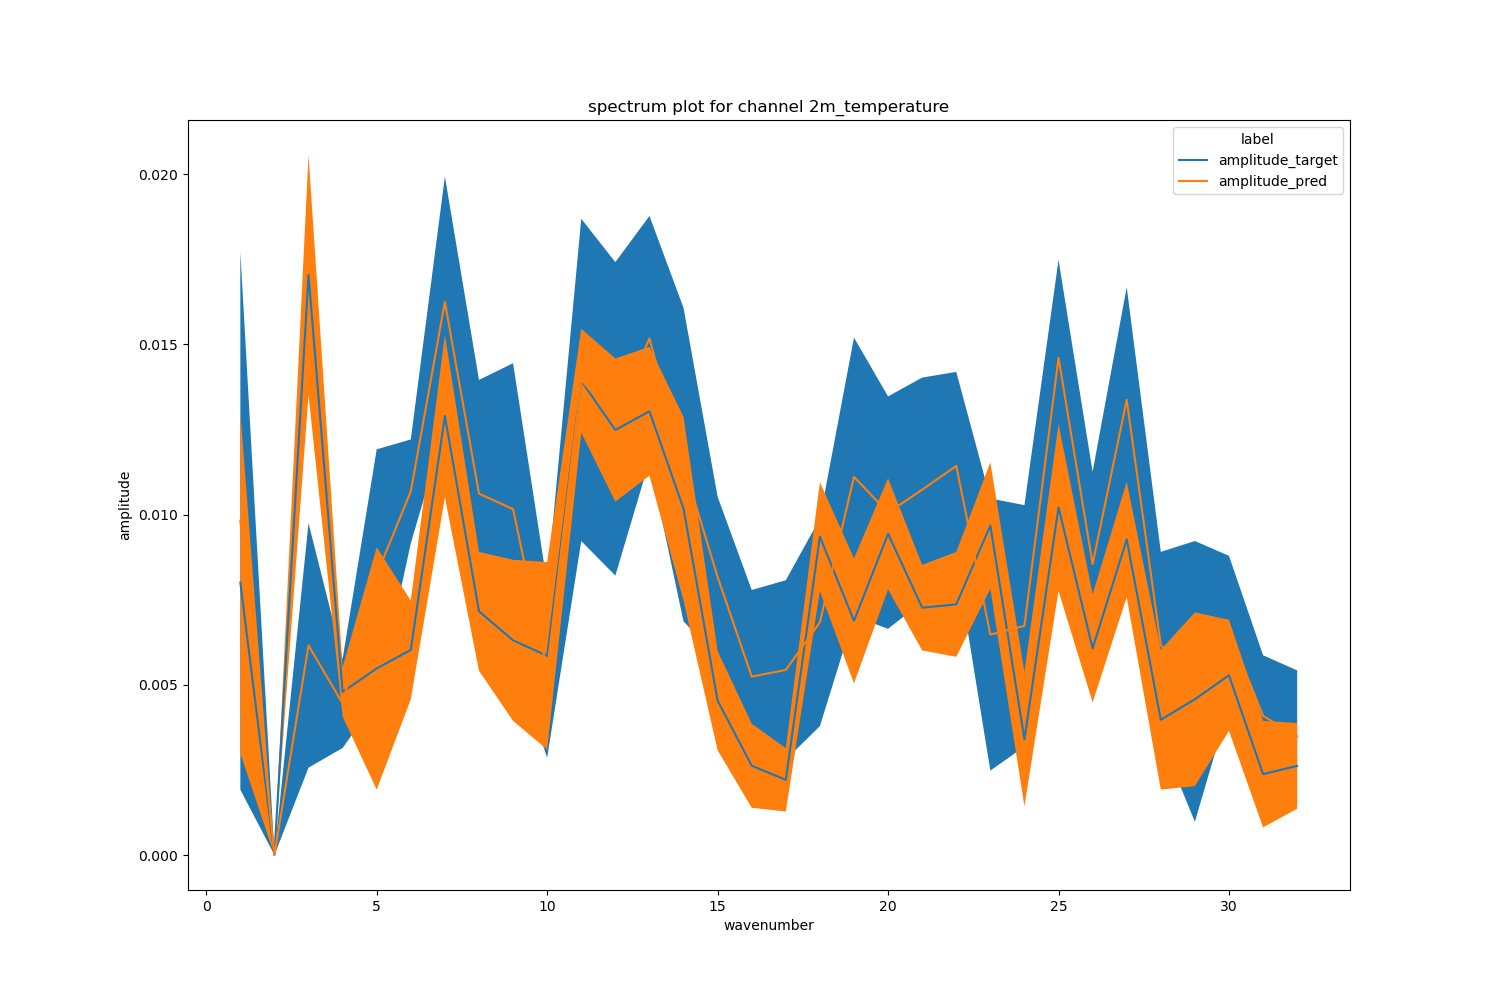 spectrum plot for channel 2m_temperature
label
amplitude_target
amplitude_pred
0.020
0.015
0.010
0.005
0.000
amplitude
0 5 10 15 20 25 30
wavenumber